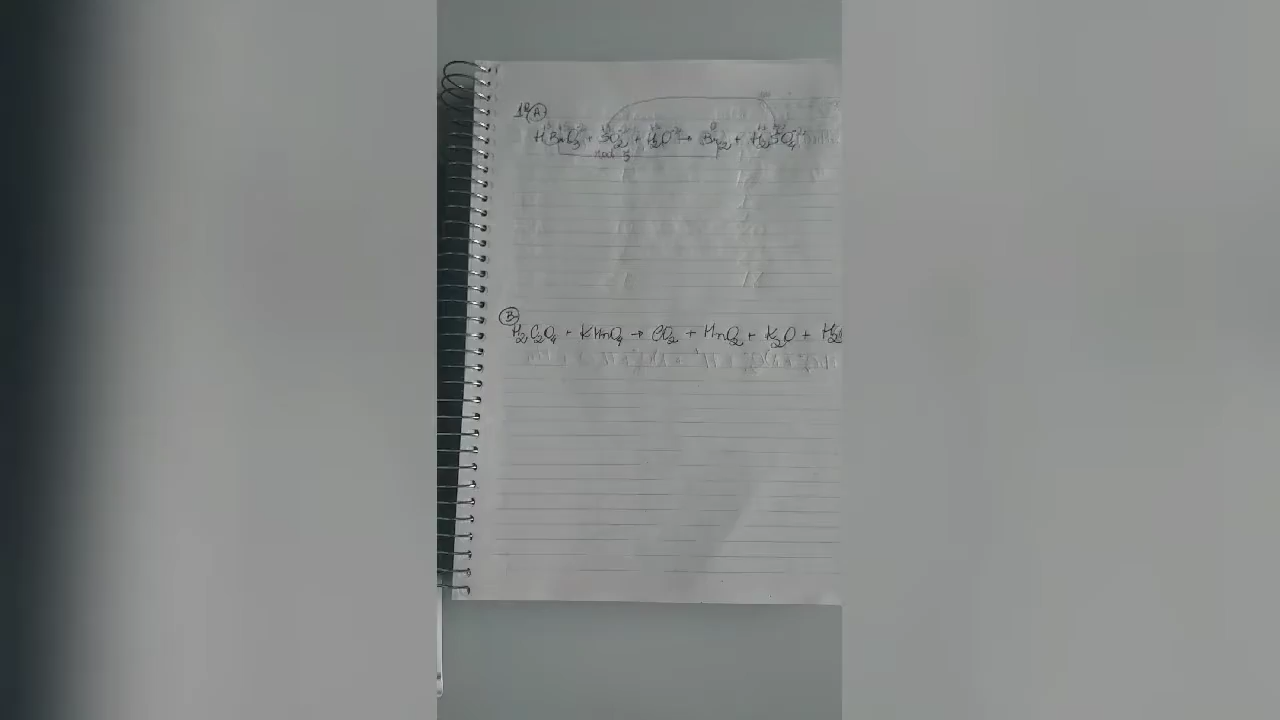 1ª A
HBrO3 + SO2 + H2O → Br2 + H2SO4
B
H2C2O4 + KMnO4 → CO2 + MnO2 + K2O + H2O